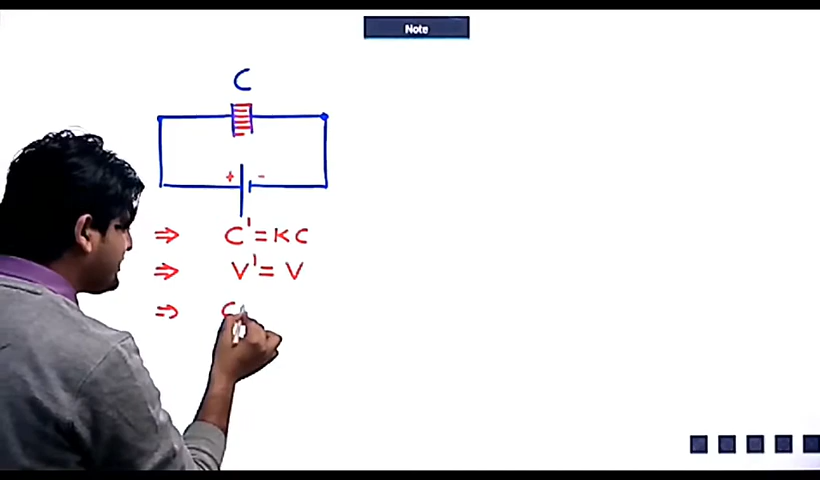 Note
C
+ -
⇒ C' = KC
⇒ V' = V
⇒